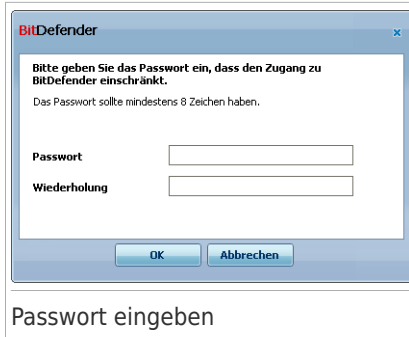 BitDefender
Bitte geben Sie das Passwort ein, dass den Zugang zu
BitDefender einschränkt.
Das Passwort sollte mindestens 8 Zeichen haben.
Passwort
Wiederholung
OK Abbrechen
Passwort eingeben